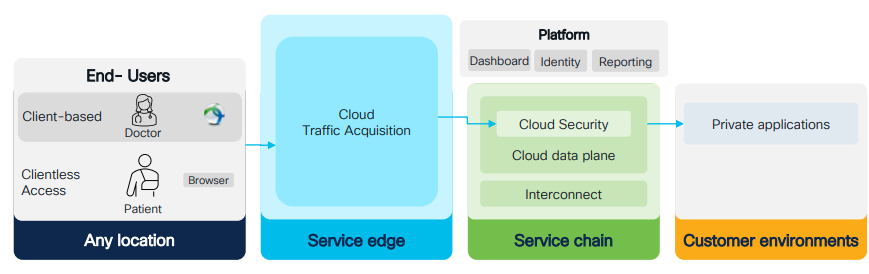 End- Users
Client-based
Doctor
Clientless
Access
Browser
Patient
Any location
Cloud
Traffic Acquisition
Service edge
Platform
Dashboard
Identity
Reporting
Cloud Security
Cloud data plane
Interconnect
Service chain
Private applications
Customer environments